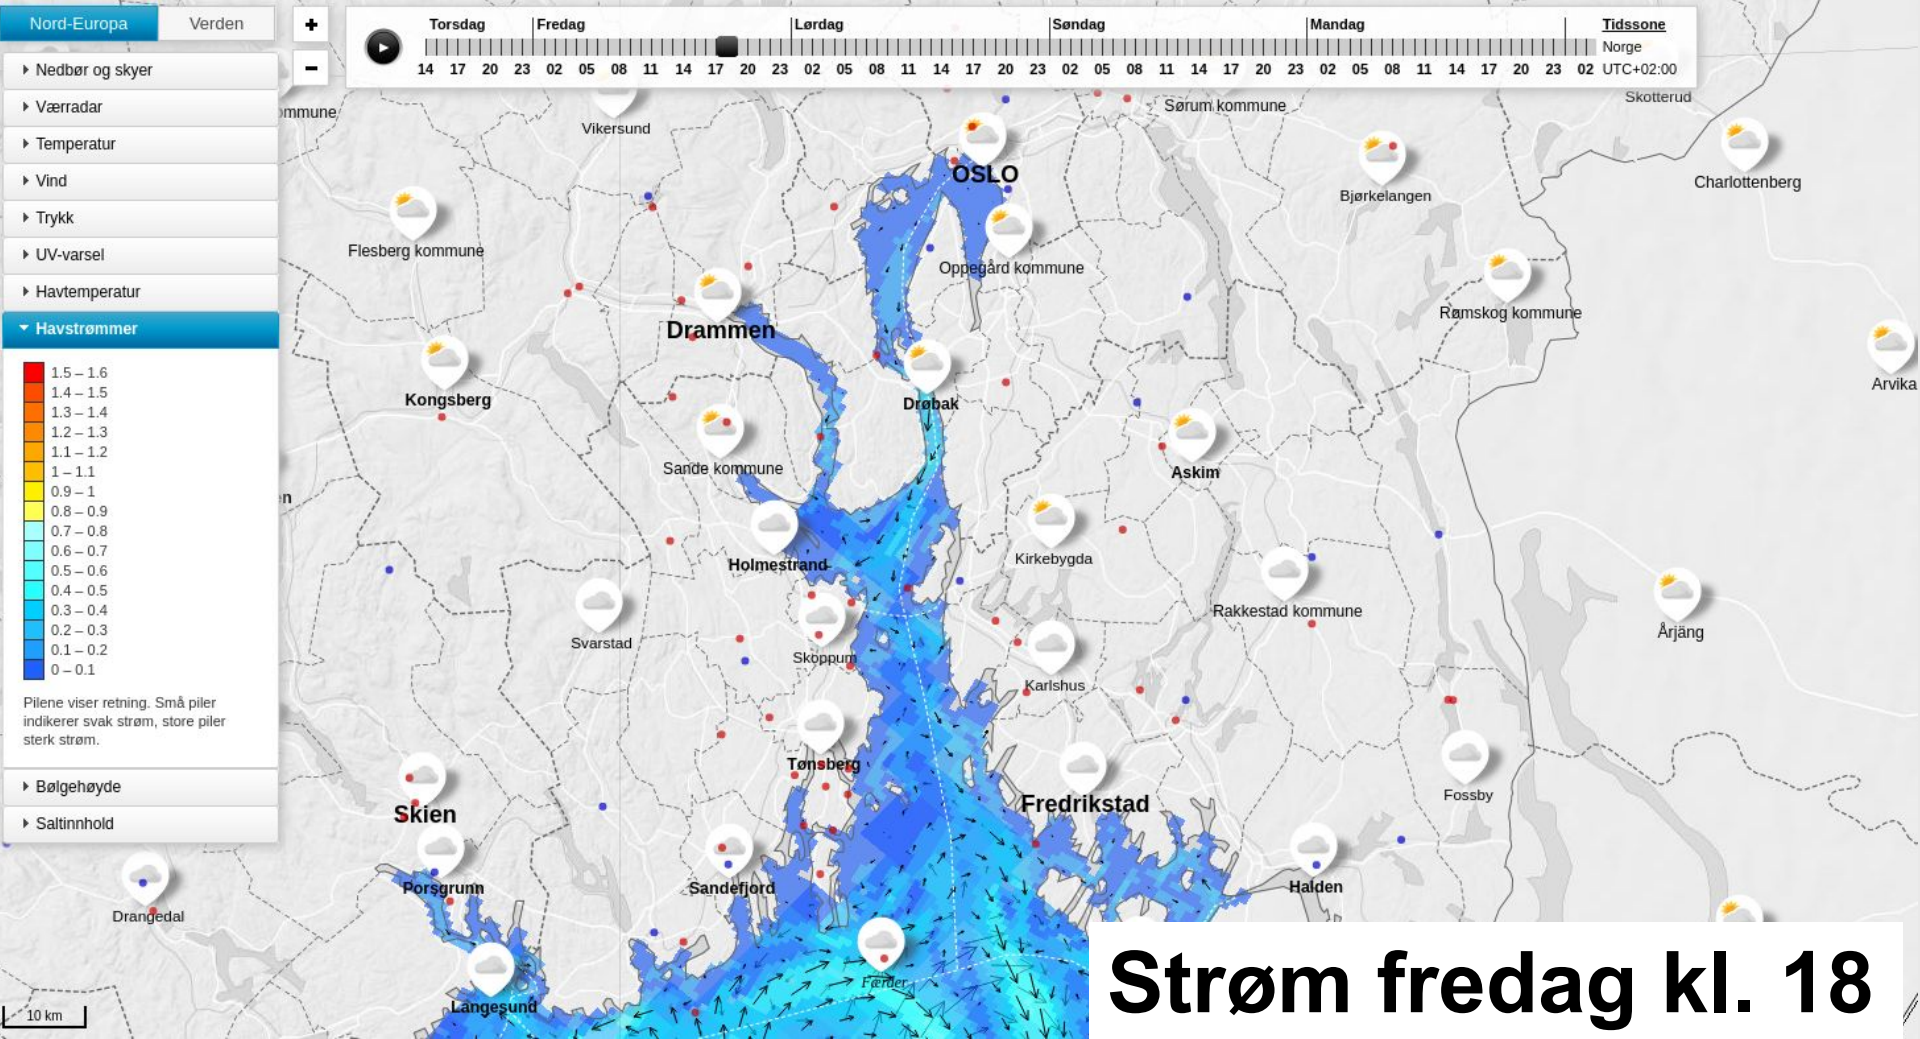 Nord-Europa
Verden
+
−
Torsdag Fredag Lørdag Søndag Mandag Tidssone
Norge
14 17 20 23 02 05 08 11 14 17 20 23 02 05 08 11 14 17 20 23 02 05 08 11 14 17 20 23 02 05 08 11 14 17 20 23 02 UTC+02:00
Nedbør og skyer
Værradar
Temperatur
Vind
Trykk
UV-varsel
Havtemperatur
Havstrømmer
1.5 – 1.6
1.4 – 1.5
1.3 – 1.4
1.2 – 1.3
1.1 – 1.2
1 – 1.1
0.9 – 1
0.8 – 0.9
0.7 – 0.8
0.6 – 0.7
0.5 – 0.6
0.4 – 0.5
0.3 – 0.4
0.2 – 0.3
0.1 – 0.2
0 – 0.1
Pilene viser retning. Små piler
indikerer svak strøm, store piler
sterk strøm.
Bølgehøyde
Saltinnhold
ommune
Vikersund
Sørum kommune
Skotterud
OSLO
Bjørkelangen
Charlottenberg
Flesberg kommune
Oppegård kommune
Drammen
Rømskog kommune
Kongsberg
Drøbak
Arvika
Sande kommune
Askim
n
Holmestrand
Kirkebygda
Rakkestad kommune
Svarstad
Årjäng
Skoppum
Karlshus
Tønsberg
Fredrikstad
Fossby
Skien
Porsgrunn
Sandefjord
Halden
Drangedal
Færder
Langesund
10 km
Strøm fredag kl. 18